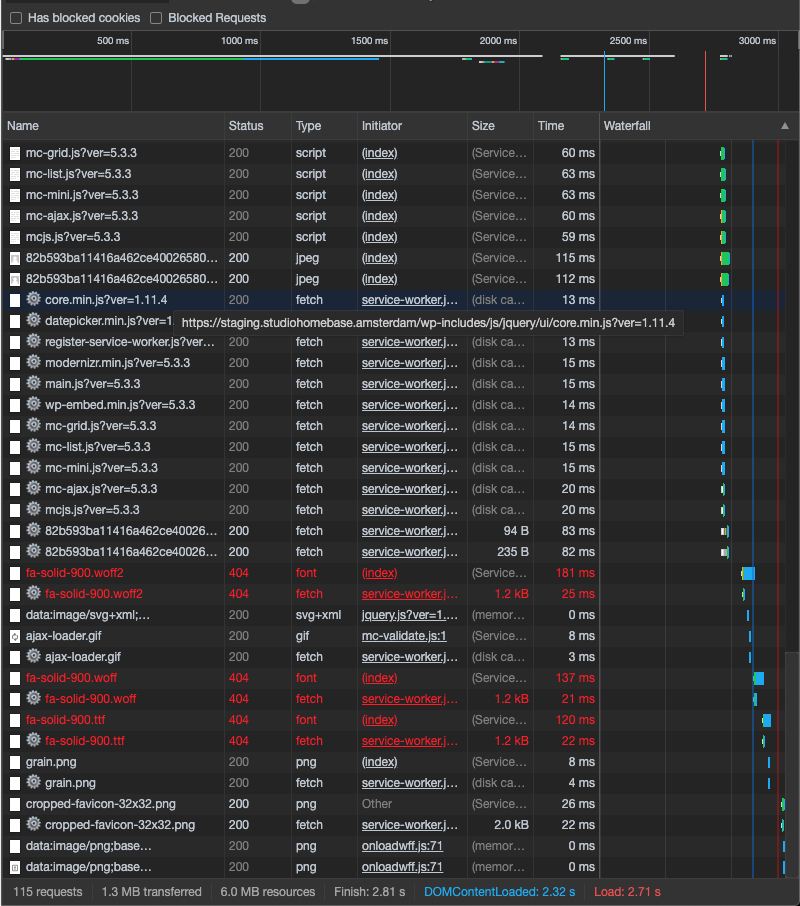 Has blocked cookies Blocked Requests
500 ms 1000 ms 1500 ms 2000 ms 2500 ms 3000 ms
Name Status Type Initiator Size Time Waterfall
mc-grid.js?ver=5.3.3 200 script (index) (Service... 60 ms
mc-list.js?ver=5.3.3 200 script (index) (Service... 63 ms
mc-mini.js?ver=5.3.3 200 script (index) (Service... 63 ms
mc-ajax.js?ver=5.3.3 200 script (index) (Service... 60 ms
mcjs.js?ver=5.3.3 200 script (index) (Service... 59 ms
82b593ba11416a462ce40026580... 200 jpeg (index) (Service... 115 ms
82b593ba11416a462ce40026580... 200 jpeg (index) (Service... 112 ms
core.min.js?ver=1.11.4 200 fetch service-worker.j... (disk ca... 13 ms
datepicker.min.js?ver=1.
https://staging.studiohomebase.amsterdam/wp-includes/js/jquery/ui/core.min.js?ver=1.11.4
register-service-worker.js?ver... 200 fetch service-worker.j... (disk ca... 13 ms
modernizr.min.js?ver=5.3.3 200 fetch service-worker.j... (disk ca... 15 ms
main.js?ver=5.3.3 200 fetch service-worker.j... (disk ca... 15 ms
wp-embed.min.js?ver=5.3.3 200 fetch service-worker.j... (disk ca... 14 ms
mc-grid.js?ver=5.3.3 200 fetch service-worker.j... (disk ca... 14 ms
mc-list.js?ver=5.3.3 200 fetch service-worker.j... (disk ca... 15 ms
mc-mini.js?ver=5.3.3 200 fetch service-worker.j... (disk ca... 15 ms
mc-ajax.js?ver=5.3.3 200 fetch service-worker.j... (disk ca... 20 ms
mcjs.js?ver=5.3.3 200 fetch service-worker.j... (disk ca... 20 ms
82b593ba11416a462ce40026... 200 fetch service-worker.j... 94 B 83 ms
82b593ba11416a462ce40026... 200 fetch service-worker.j... 235 B 82 ms
fa-solid-900.woff2 404 font (index) (Service... 181 ms
fa-solid-900.woff2 404 fetch service-worker.j... 1.2 kB 25 ms
data:image/svg+xml;... 200 svg+xml jquery.js?ver=1.... (memor... 0 ms
ajax-loader.gif 200 gif mc-validate.js:1 (Service... 8 ms
ajax-loader.gif 200 fetch service-worker.j... (disk ca... 3 ms
fa-solid-900.woff 404 font (index) (Service... 137 ms
fa-solid-900.woff 404 fetch service-worker.j... 1.2 kB 21 ms
fa-solid-900.ttf 404 font (index) (Service... 120 ms
fa-solid-900.ttf 404 fetch service-worker.j... 1.2 kB 22 ms
grain.png 200 png (index) (Service... 8 ms
grain.png 200 fetch service-worker.j... (disk ca... 4 ms
cropped-favicon-32x32.png 200 png Other (Service... 26 ms
cropped-favicon-32x32.png 200 fetch service-worker.j... 2.0 kB 22 ms
data:image/png;base... 200 png onloadwff.js:71 (memor... 0 ms
data:image/png;base... 200 png onloadwff.js:71 (memor... 0 ms
115 requests 1.3 MB transferred 6.0 MB resources Finish: 2.81 s DOMContentLoaded: 2.32 s Load: 2.71 s